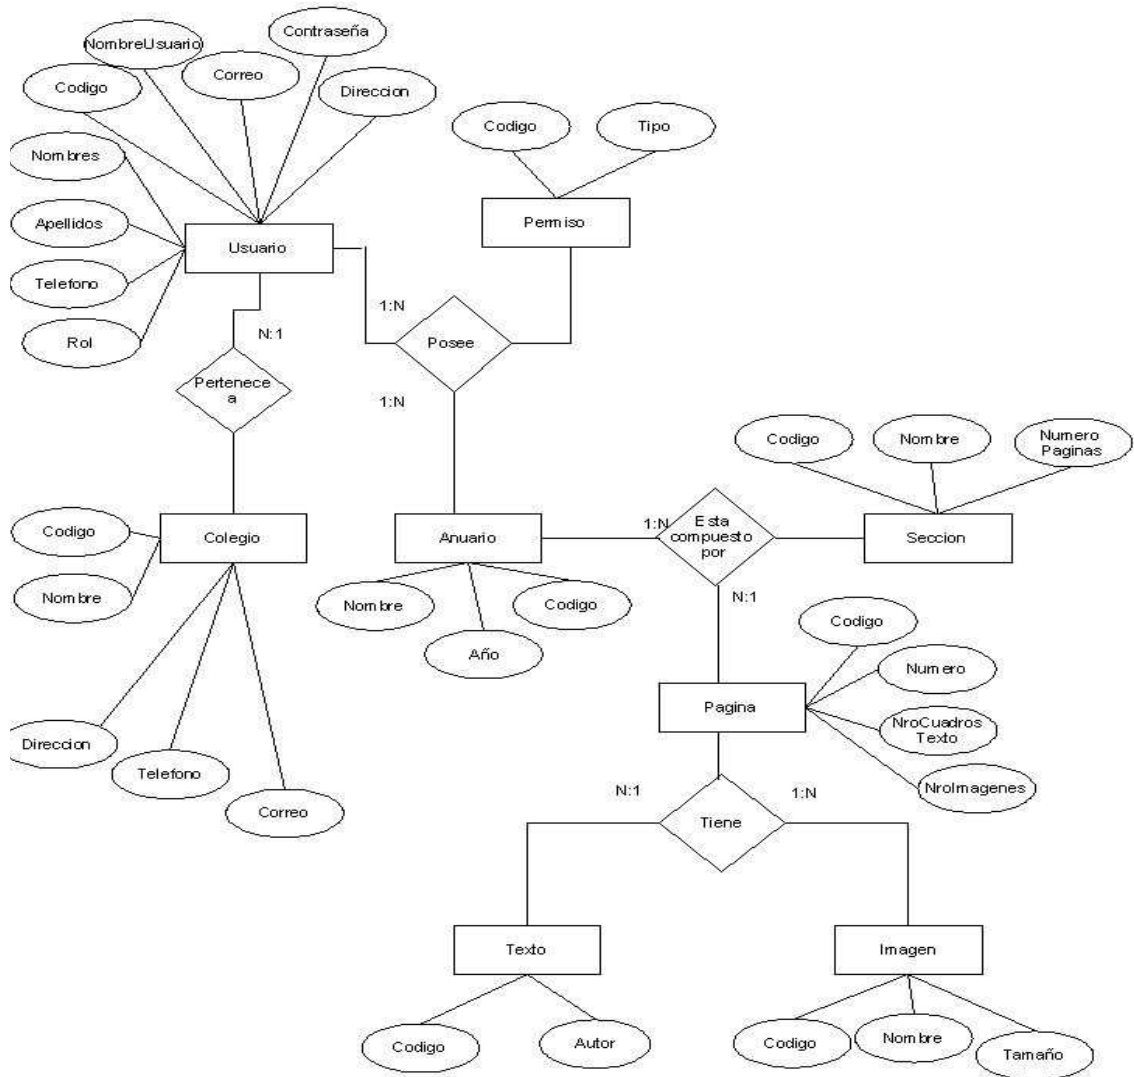 Contraseña
NombreUsuario
Correo
Codigo
Direccion
Codigo
Tipo
Nombres
Apellidos
Usuario
Permiso
Telefono
Rol
1:N
N:1
Posee
Pertenece
a
1:N
Codigo
Nombre
Numero
Paginas
Codigo
Colegio
Anuario
1:N
Esta
compuesto
por
Seccion
Nombre
Nombre
Codigo
Año
N:1
Codigo
Numero
Pagina
NroCuadros
Texto
Direccion
Telefono
Correo
NroImagenes
N:1
1:N
Tiene
Texto
Imagen
Codigo
Autor
Codigo
Nombre
Tamaño